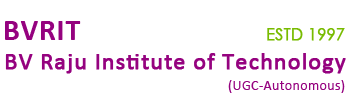 BVRIT ESTD 1997
BV Raju Institute of Technology
(UGC-Autonomous)